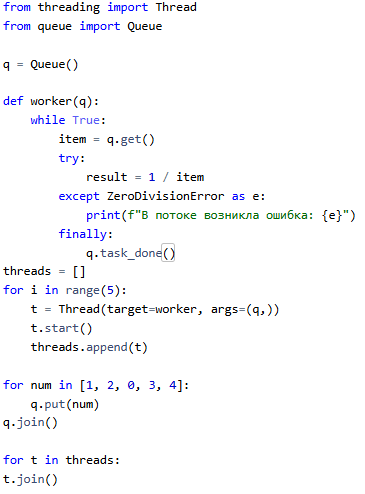 from threading import Thread
from queue import Queue

q = Queue()

def worker(q):
    while True:
        item = q.get()
        try:
            result = 1 / item
        except ZeroDivisionError as e:
            print(f"В потоке возникла ошибка: {e}")
        finally:
            q.task_done()
threads = []
for i in range(5):
    t = Thread(target=worker, args=(q,))
    t.start()
    threads.append(t)

for num in [1, 2, 0, 3, 4]:
    q.put(num)
q.join()

for t in threads:
t.join()